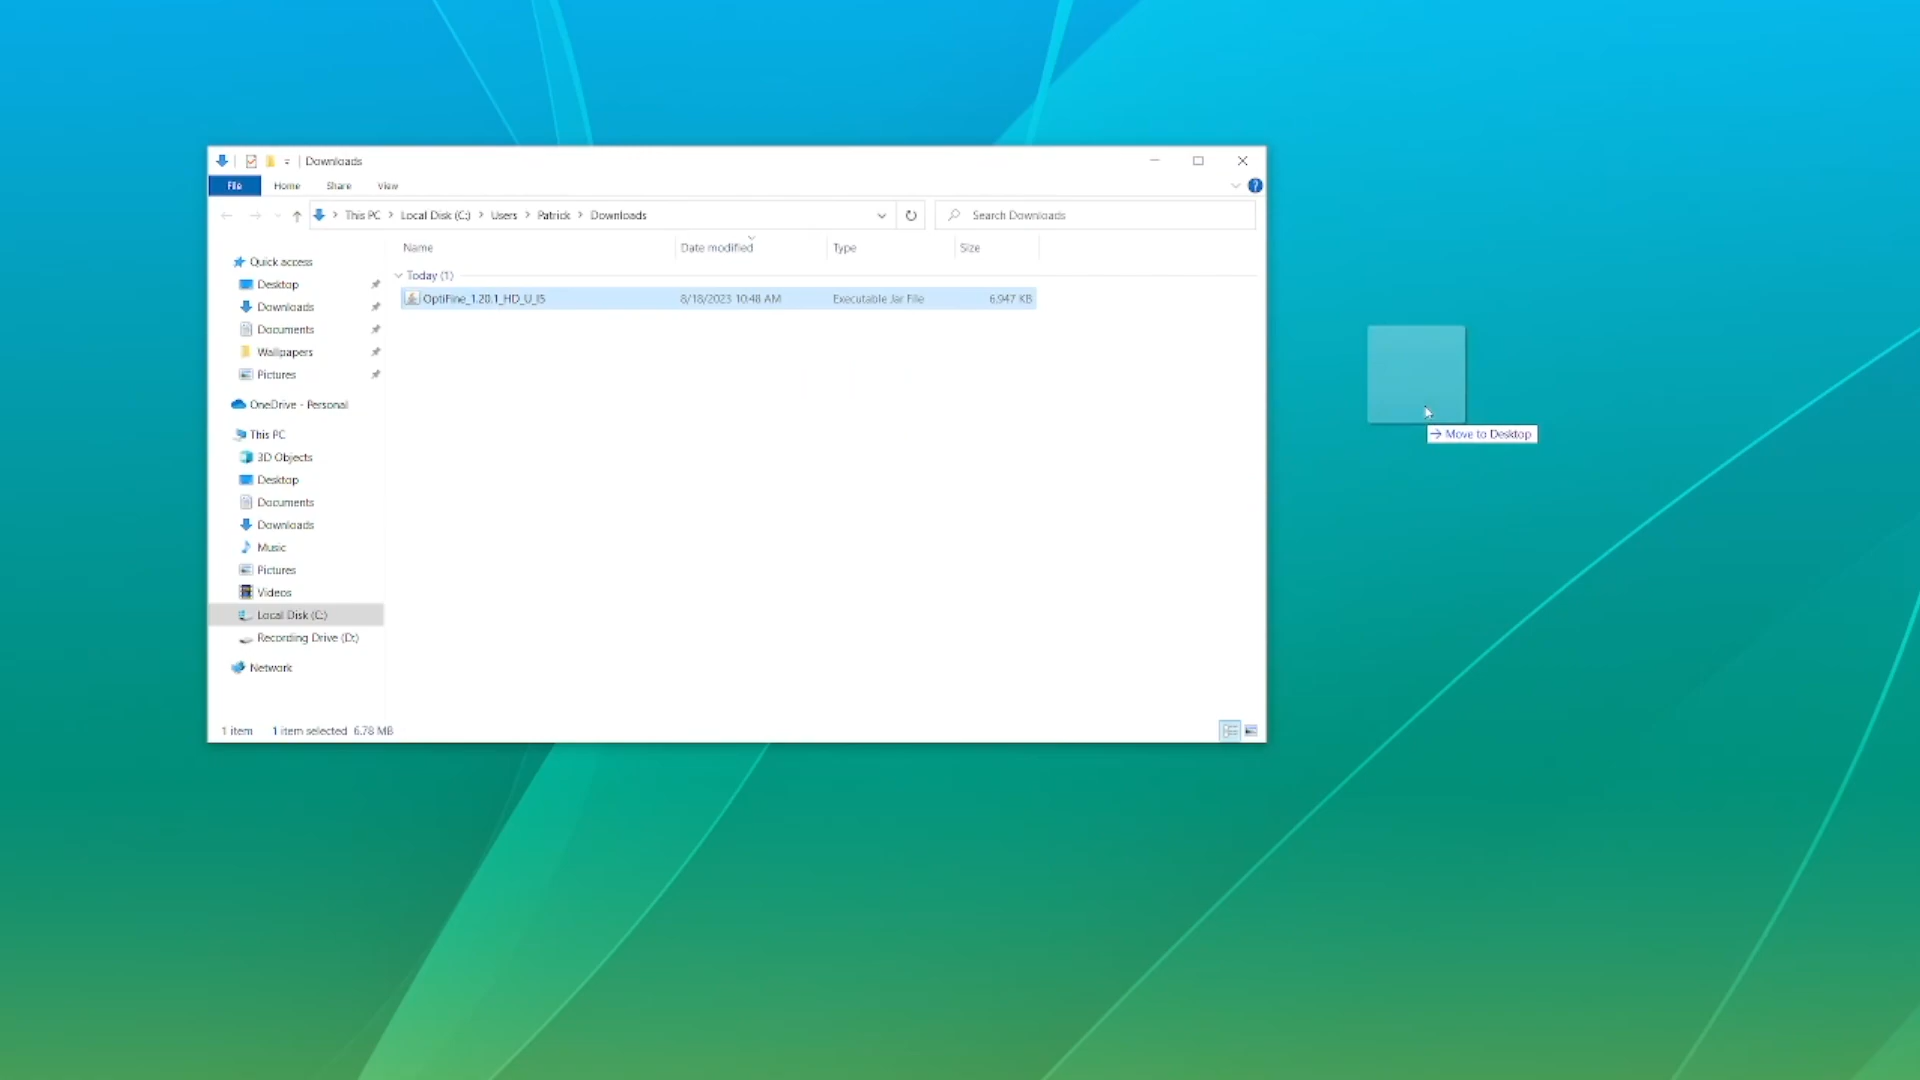 Downloads
File Home Share View
This PC > Local Disk (C:) > Users > Patrick > Downloads
Search Downloads
Name Date modified Type Size
Today (1)
OptiFine_1.20.1_HD_U_I5 8/18/2023 10:48 AM Executable Jar File 6,947 KB
Quick access
Desktop
Downloads
Documents
Wallpapers
Pictures
OneDrive - Personal
This PC
3D Objects
Desktop
Documents
Downloads
Music
Pictures
Videos
Local Disk (C:)
Recording Drive (D:)
Network
1 item 1 item selected 6.78 MB
Move to Desktop